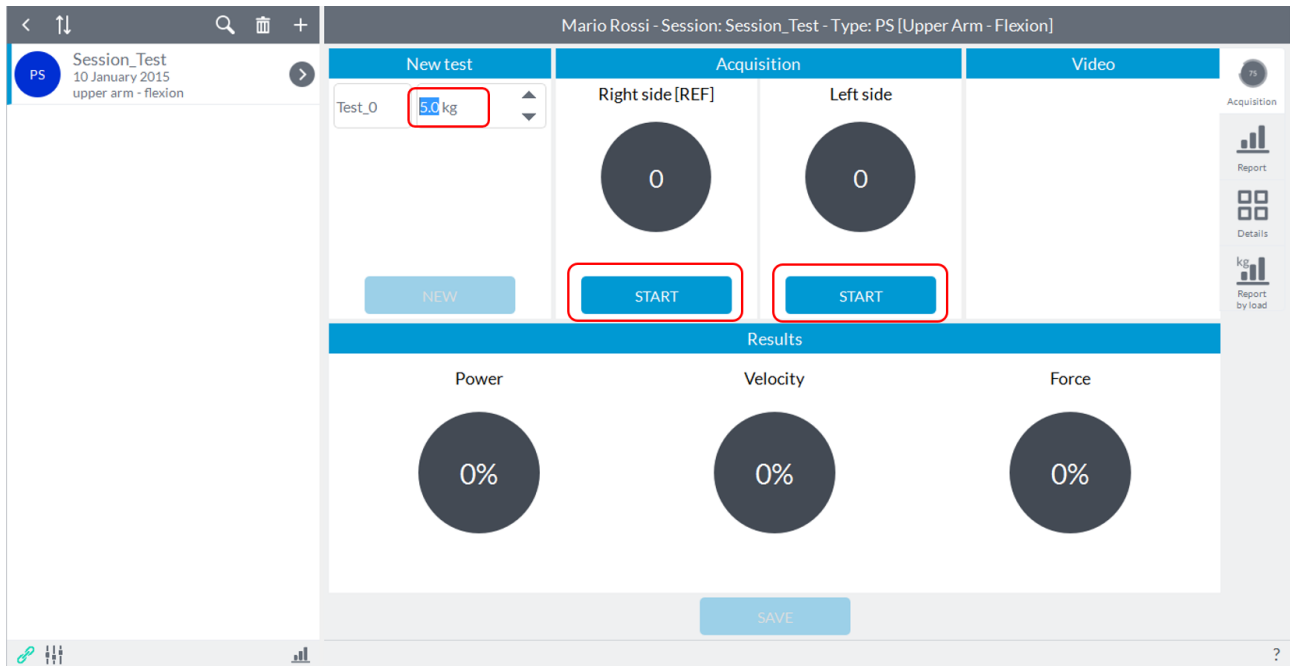 Mario Rossi - Session: Session_Test - Type: PS [Upper Arm - Flexion]
PS
Session_Test
10 January 2015
upper arm - flexion
New test
Acquisition
Video
Test_0
5.0 kg
Right side [REF]
Left side
0
0
NEW
START
START
75
Acquisition
Report
Details
kg
Report
by load
Results
Power
Velocity
Force
0%
0%
0%
SAVE
?